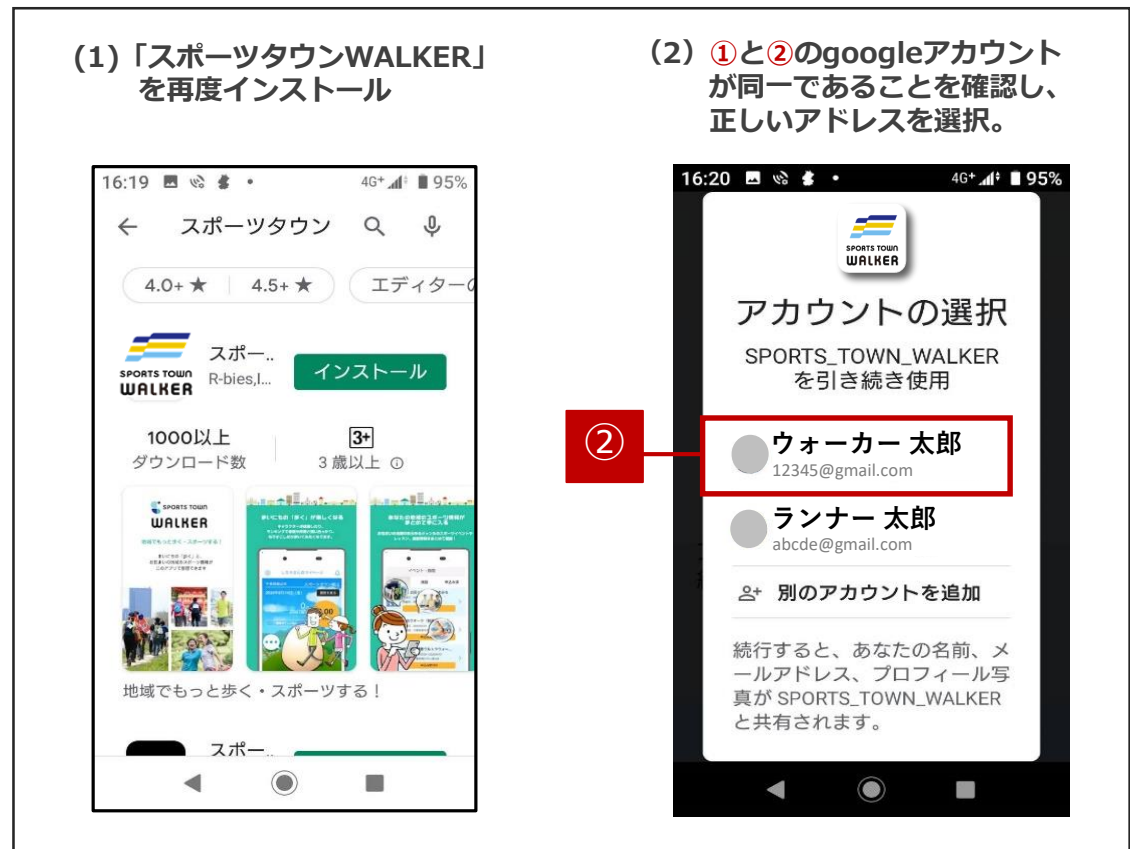 (1)「スポーツタウンWALKER」
を再度インストール
(2) ①と②のgoogleアカウント
が同一であることを確認し、
正しいアドレスを選択。
16:19
4G+
95%
スポーツタウン
4.0+ ★
4.5+ ★
エディターの
SPORTS TOWN
WALKER
スポー..
R-bies,I...
インストール
1000以上
ダウンロード数
3+
3 歳以上
SPORTS TOWN
WALKER
地域でもっと歩く・スポーツする!
スポー..
16:20
4G+
95%
SPORTS TOWN
WALKER
アカウントの選択
SPORTS_TOWN_WALKER
を引き続き使用
②
ウォーカー 太郎
12345@gmail.com
ランナー 太郎
abcde@gmail.com
別のアカウントを追加
続行すると、あなたの名前、メ
ールアドレス、プロフィール写
真が SPORTS_TOWN_WALKER
と共有されます。